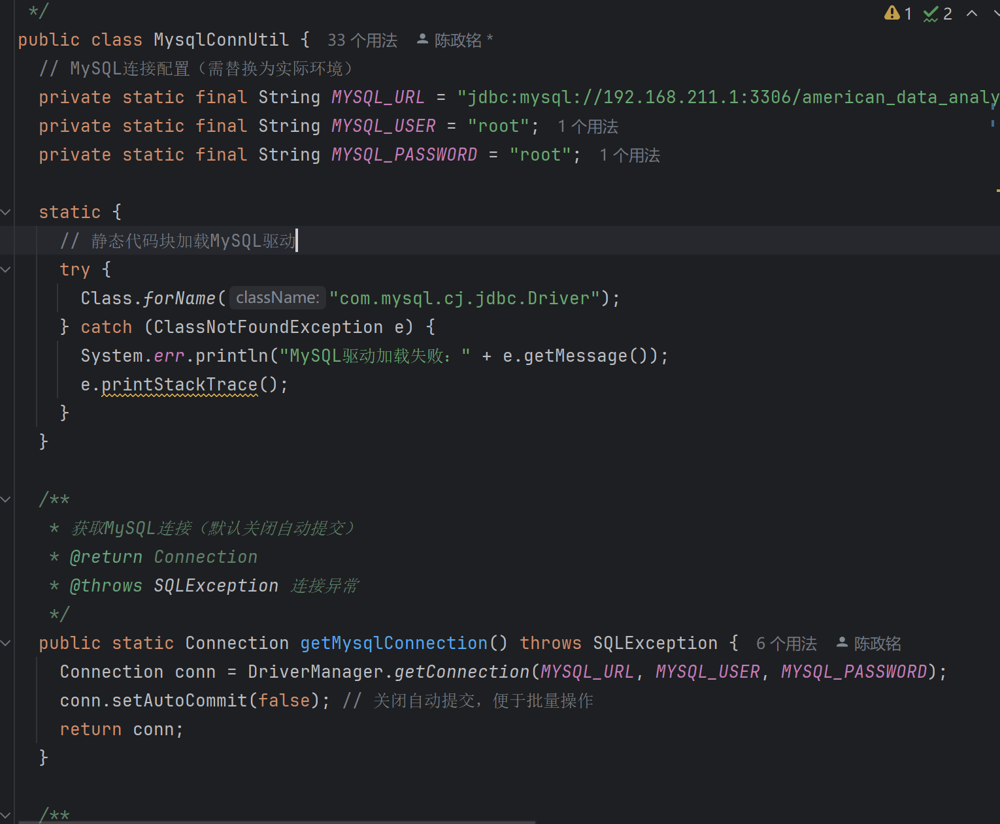 */
1 2
public class MysqlConnUtil { 33 个用法 陈政铭 *
// MySQL连接配置（需替换为实际环境）
private static final String MYSQL_URL = "jdbc:mysql://192.168.211.1:3306/american_data_analy
private static final String MYSQL_USER = "root"; 1 个用法
private static final String MYSQL_PASSWORD = "root"; 1 个用法
static {
// 静态代码块加载MySQL驱动
try {
Class.forName( className: "com.mysql.cj.jdbc.Driver");
} catch (ClassNotFoundException e) {
System.err.println("MySQL驱动加载失败：" + e.getMessage());
e.printStackTrace();
}
}
/**
* 获取MySQL连接（默认关闭自动提交）
* @return Connection
* @throws SQLException 连接异常
*/
public static Connection getMysqlConnection() throws SQLException { 6 个用法 陈政铭
Connection conn = DriverManager.getConnection(MYSQL_URL, MYSQL_USER, MYSQL_PASSWORD);
conn.setAutoCommit(false); // 关闭自动提交，便于批量操作
return conn;
}
/**